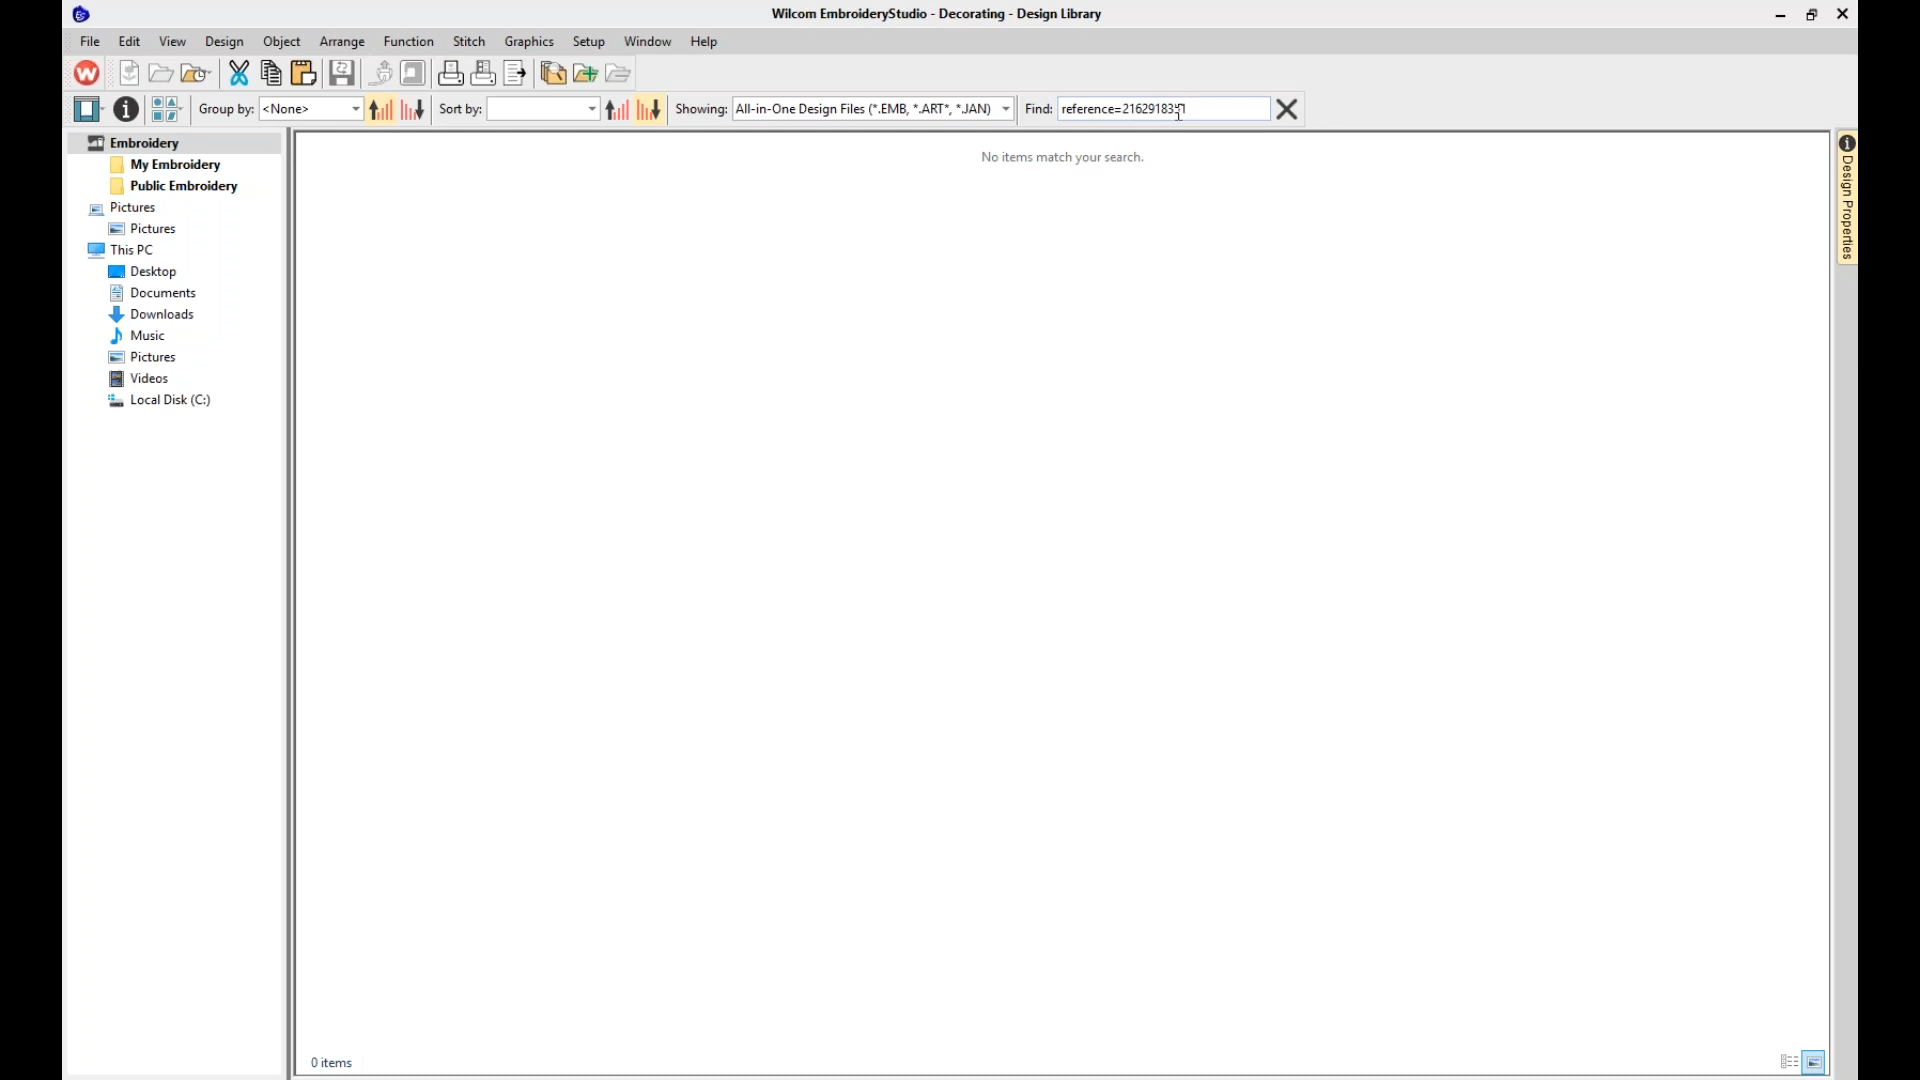 Wilcom EmbroideryStudio - Decorating - Design Library
File Edit View Design Object Arrange Function Stitch Graphics Setup Window Help
W
Group by: <None> Sort by: Showing: All-in-One Design Files (*.EMB, *.ART*, *.JAN) Find:
Embroidery
My Embroidery
Public Embroidery
Pictures
Pictures
This PC
Desktop
Documents
Downloads
Music
Pictures
Videos
Local Disk (C:)
No items match your search.
Design Properties
0 items